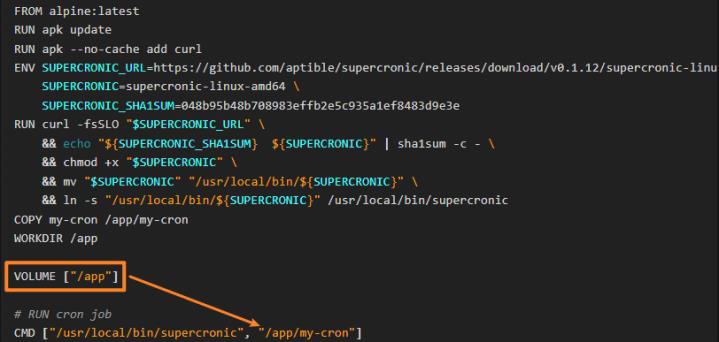 FROM alpine:latest
RUN apk update
RUN apk --no-cache add curl
ENV SUPERCRONIC_URL=https://github.com/aptible/supercronic/releases/download/v0.1.12/supercronic-linu
SUPERCRONIC=supercronic-linux-amd64 \
SUPERCRONIC_SHA1SUM=048b95b48b708983effb2e5c935a1ef8483d9e3e
RUN curl -fsSLO "$SUPERCRONIC_URL" \
&& echo "${SUPERCRONIC_SHA1SUM}  ${SUPERCRONIC}" | sha1sum -c - \
&& chmod +x "$SUPERCRONIC" \
&& mv "$SUPERCRONIC" "/usr/local/bin/${SUPERCRONIC}" \
&& ln -s "/usr/local/bin/${SUPERCRONIC}" /usr/local/bin/supercronic
COPY my-cron /app/my-cron
WORKDIR /app
VOLUME ["/app"]
# RUN cron job
CMD ["/usr/local/bin/supercronic", "/app/my-cron"]